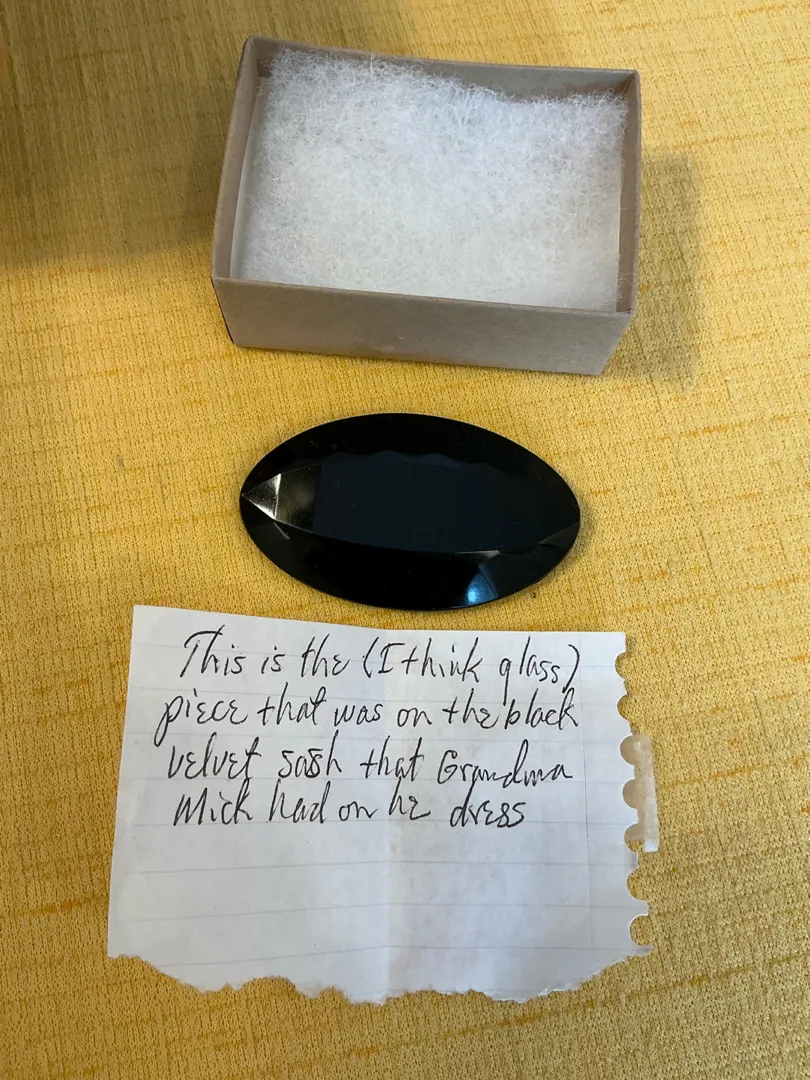 This is the (I think glass)
piece that was on the black
velvet sash that Grandma
Mick had on he dress